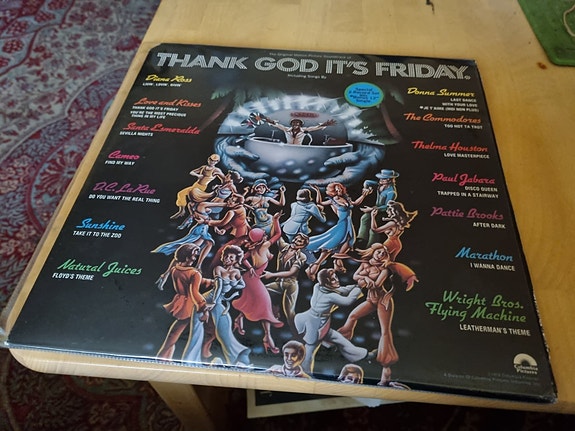 The Original Motion Picture Soundtrack of
THANK GOD IT'S FRIDAY.
Including Songs By
Diana Ross
LOVIN', LIVIN', GIVIN'
Love and Kisses
THANK GOD IT'S FRIDAY
YOU'RE THE MOST PRECIOUS
THING IN MY LIFE
Santa Esmeralda
SEVILLA NIGHTS
Cameo
FIND MY WAY
D.C. LaRue
DO YOU WANT THE REAL THING
Sunshine
TAKE IT TO THE ZOO
Natural Juices
FLOYD'S THEME
Special
Donna Summer
LAST DANCE
WITH YOUR LOVE
The Commodores
TOO HOT TA TROT
Thelma Houston
LOVE MASTERPIECE
Paul Jabara
DISCO QUEEN
TRAPPED IN A STAIRWAY
Pattie Brooks
AFTER DARK
Marathon
I WANNA DANCE
Wright Bros.
Flying Machine
LEATHERMAN'S THEME
Columbia
Pictures